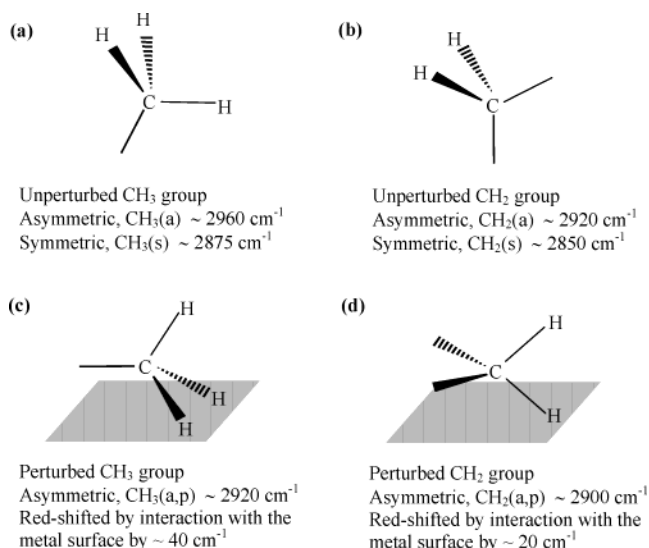 (a)
H
H
C
H
Unperturbed CH₃ group
Asymmetric, CH₃(a) ~ 2960 cm⁻¹
Symmetric, CH₃(s) ~ 2875 cm⁻¹
(b)
H
H
C
Unperturbed CH₂ group
Asymmetric, CH₂(a) ~ 2920 cm⁻¹
Symmetric, CH₂(s) ~ 2850 cm⁻¹
(c)
H
C
H
H
Perturbed CH₃ group
Asymmetric, CH₃(a,p) ~ 2920 cm⁻¹
Red-shifted by interaction with the
metal surface by ~ 40 cm⁻¹
(d)
H
C
H
Perturbed CH₂ group
Asymmetric, CH₂(a,p) ~ 2900 cm⁻¹
Red-shifted by interaction with the
metal surface by ~ 20 cm⁻¹